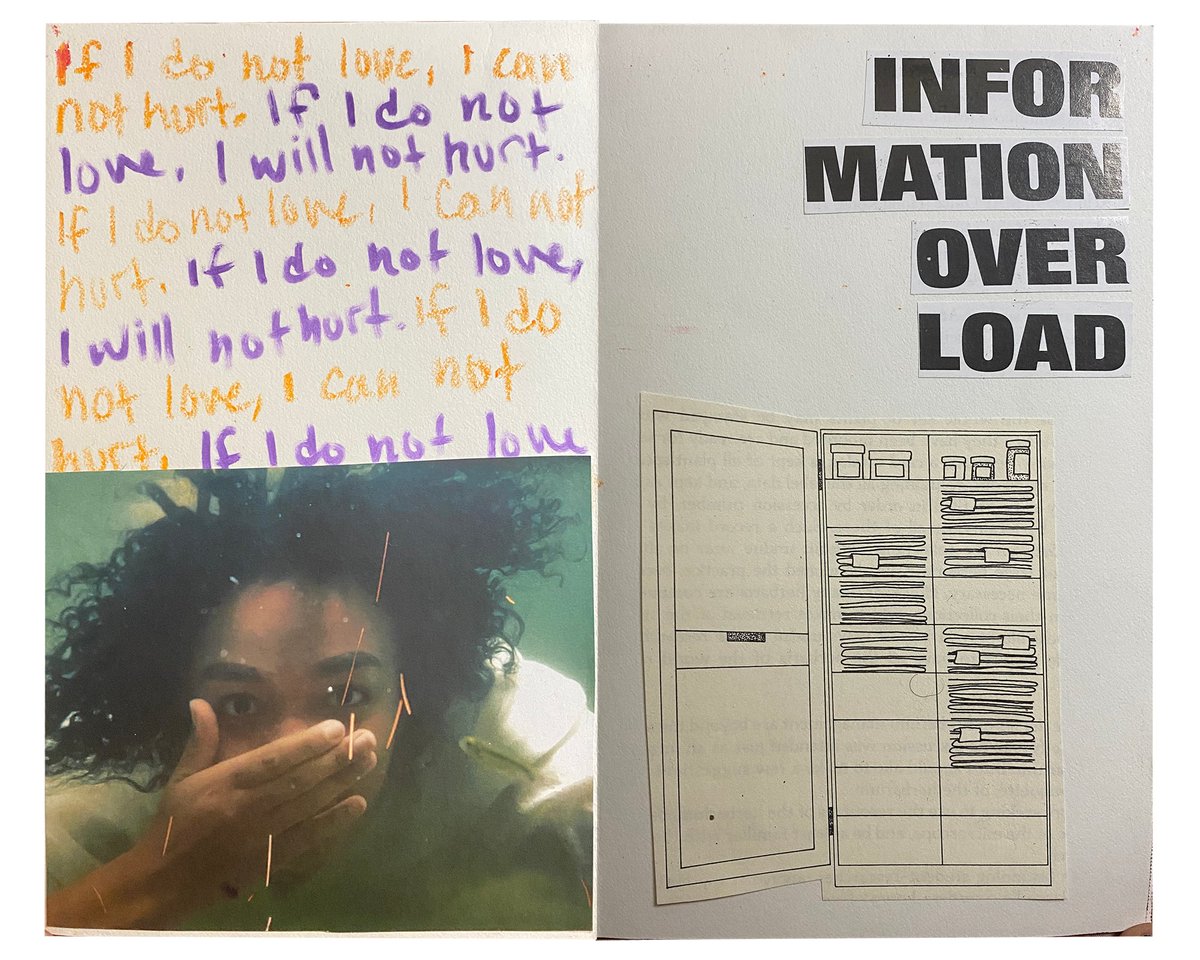 If I do not love, I can
not hurt. If I do not
love, I will not hurt.
If I do not love, I can not
hurt. If I do not love,
I will not hurt. If I do
not love, I can not
hurt. If I do not love
INFOR
MATION
OVER
LOAD